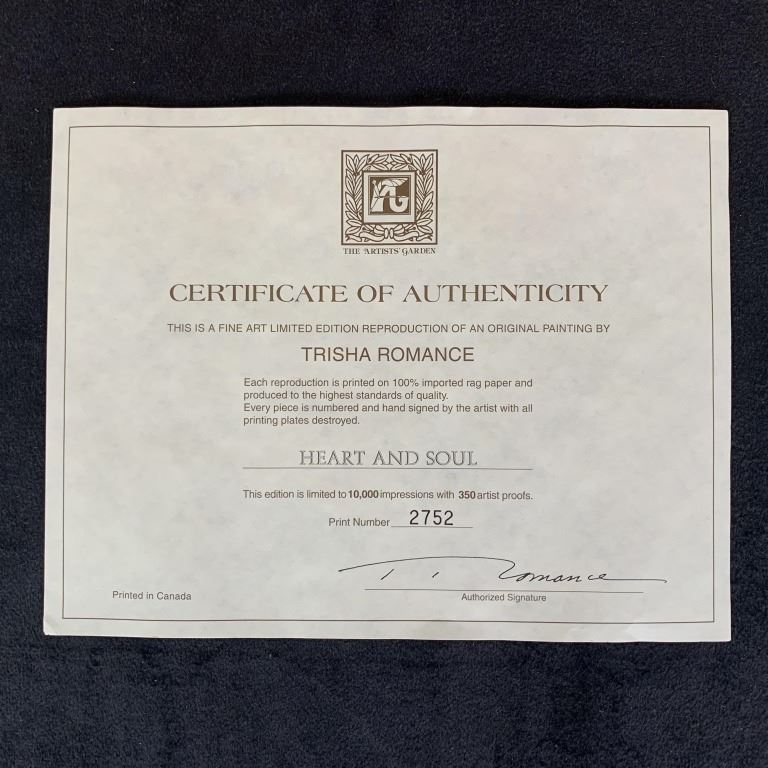 AG
THE ARTISTS' GARDEN
CERTIFICATE OF AUTHENTICITY
THIS IS A FINE ART LIMITED EDITION REPRODUCTION OF AN ORIGINAL PAINTING BY
TRISHA ROMANCE
Each reproduction is printed on 100% imported rag paper and
produced to the highest standards of quality.
Every piece is numbered and hand signed by the artist with all
printing plates destroyed.
HEART AND SOUL
This edition is limited to 10,000 impressions with 350 artist proofs.
Print Number 2752
T. Romance
Printed in Canada
Authorized Signature